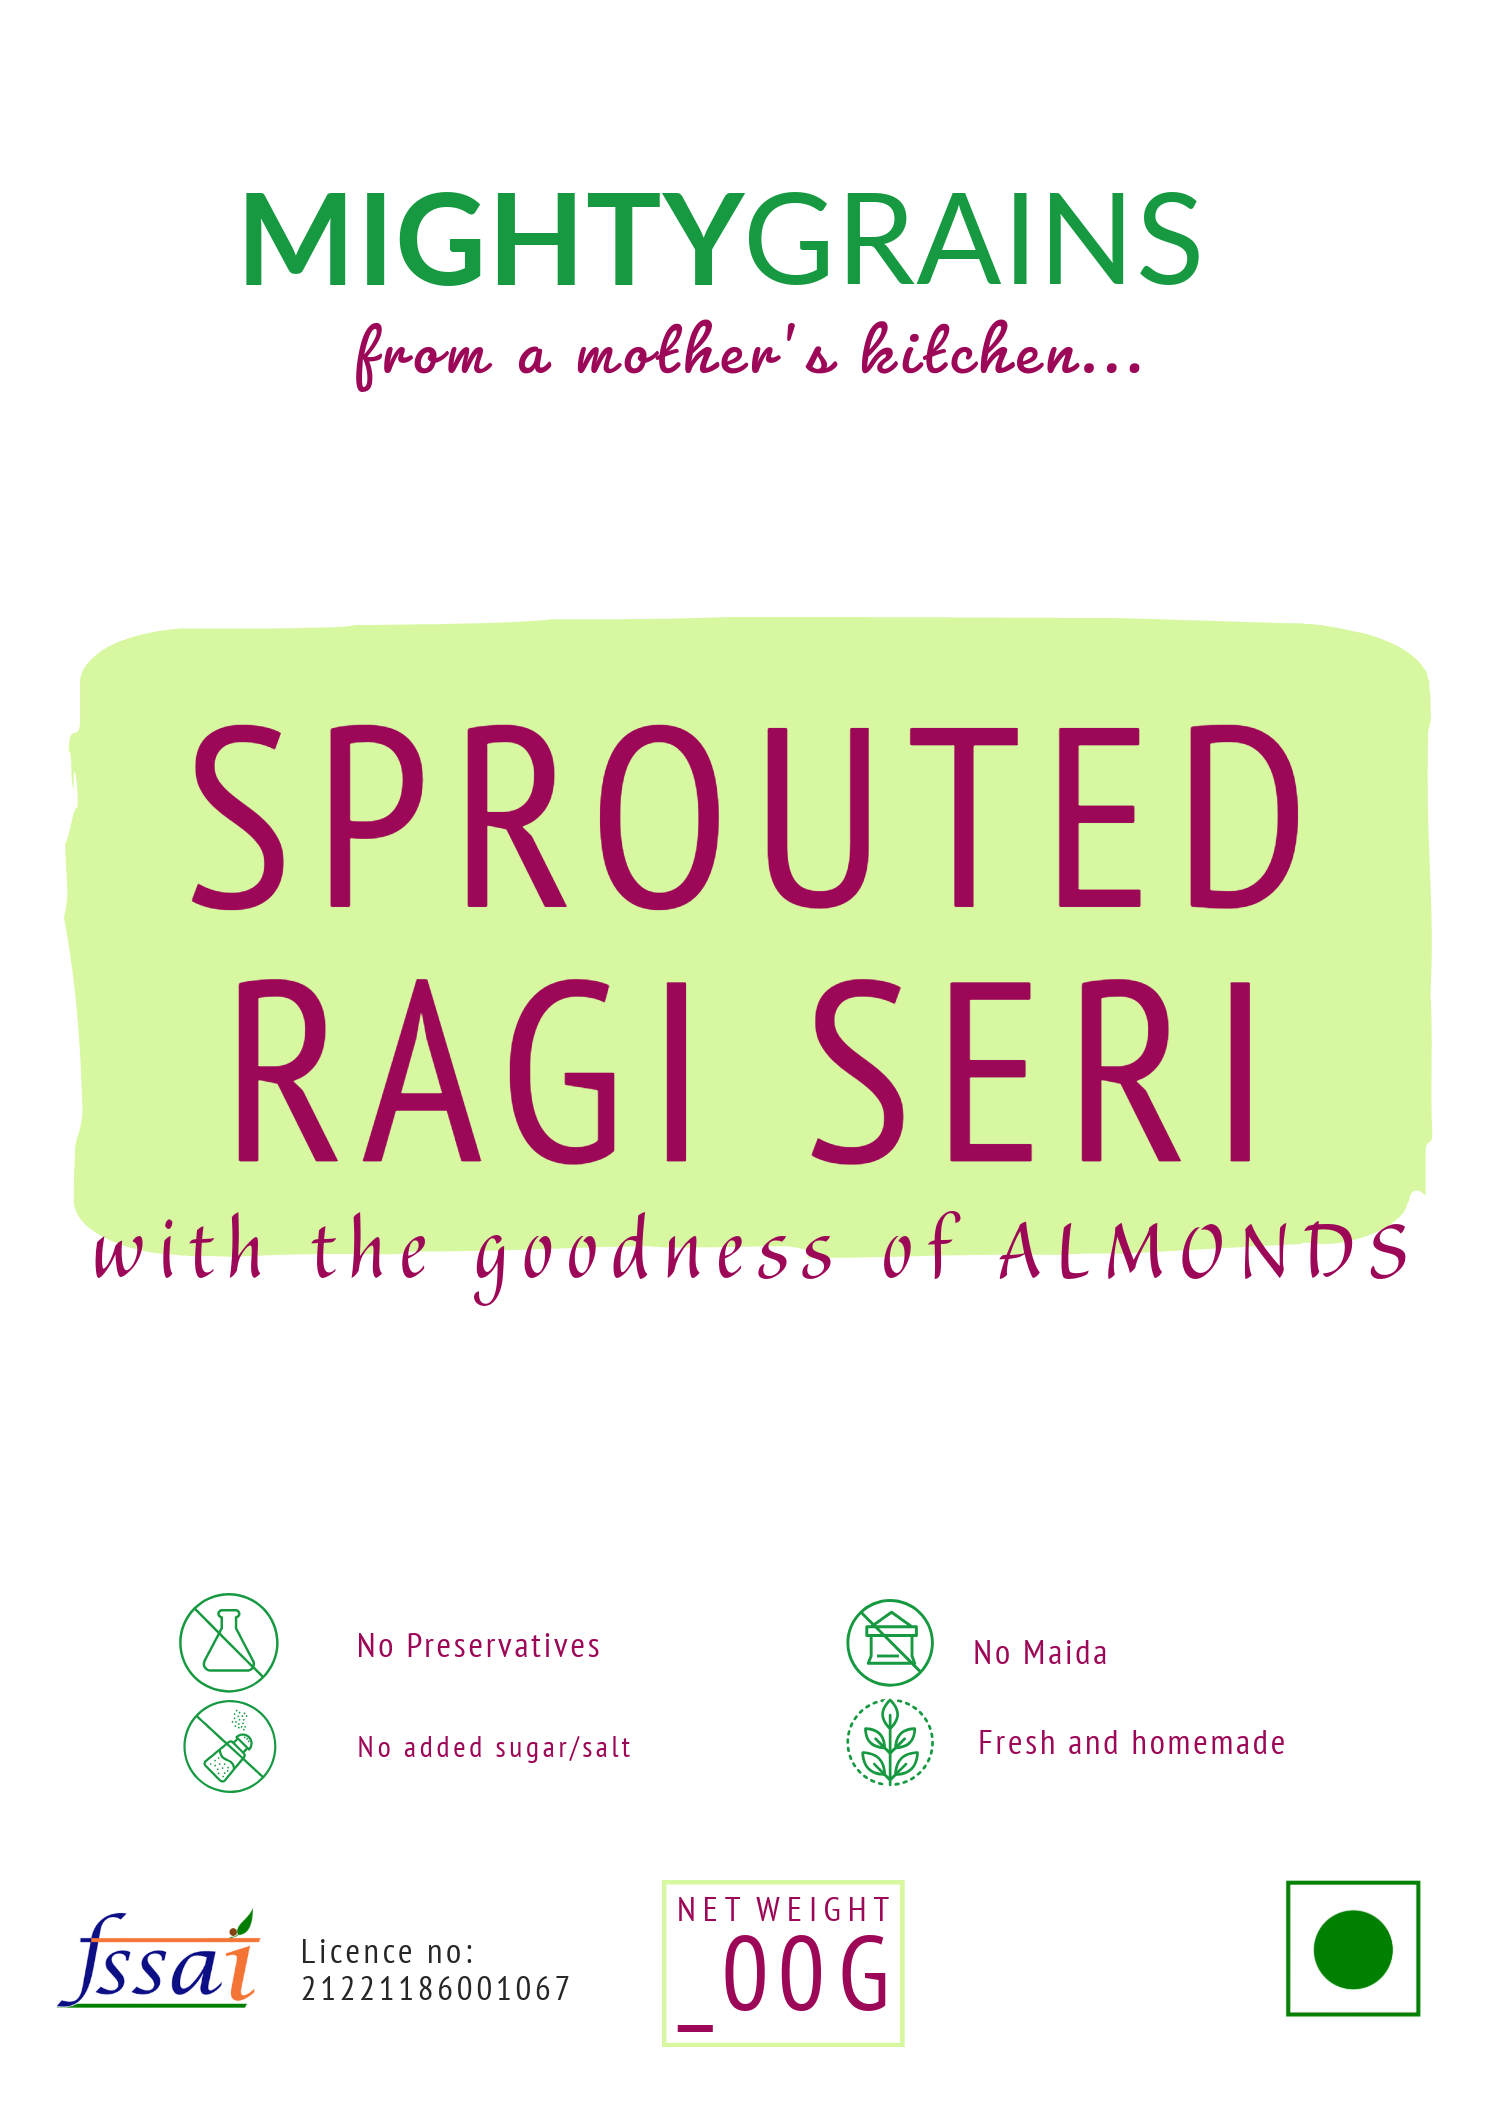 MIGHTYGRAINS
from a mother's kitchen...
SPROUTED
RAGI SERI
with the goodness of ALMONDS
No Preservatives
No Maida
No added sugar/salt
Fresh and homemade
fssai
Licence no:
21221186001067
NET WEIGHT
_00G